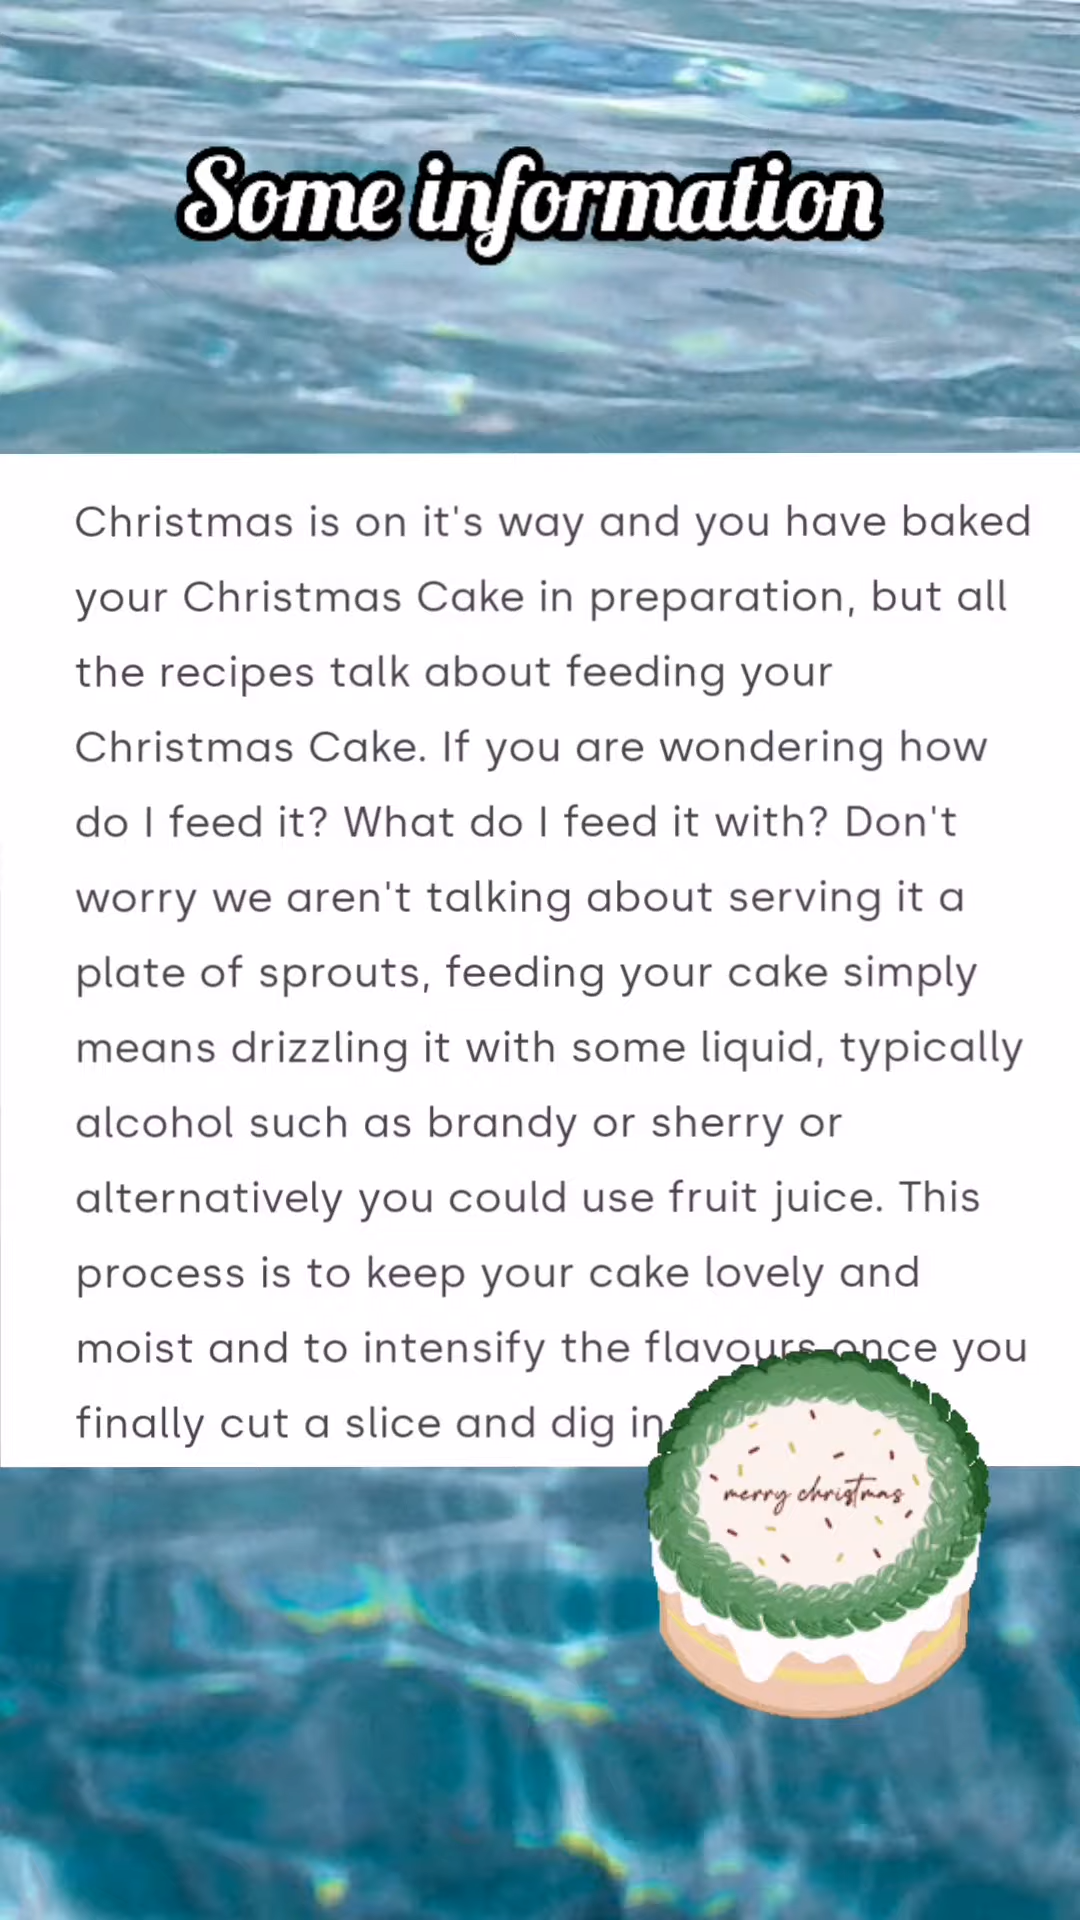 Some information
Christmas is on it's way and you have baked
your Christmas Cake in preparation, but all
the recipes talk about feeding your
Christmas Cake. If you are wondering how
do I feed it? What do I feed it with? Don't
worry we aren't talking about serving it a
plate of sprouts, feeding your cake simply
means drizzling it with some liquid, typically
alcohol such as brandy or sherry or
alternatively you could use fruit juice. This
process is to keep your cake lovely and
moist and to intensify the flavours once you
finally cut a slice and dig in
merry christmas